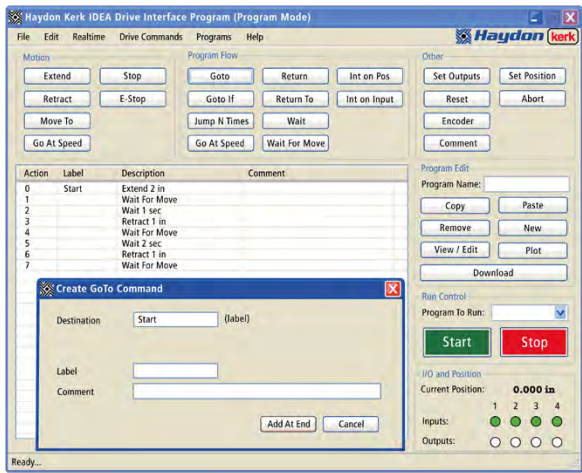 Haydon Kerk IDEA Drive Interface Program (Program Mode)
File Edit Realtime Drive Commands Programs Help
Haydon kerk
Motion
Extend Stop
Retract E-Stop
Move To
Go At Speed
Program Flow
Goto Return Int on Pos
Goto If Return To Int on Input
Jump N Times Wait
Go At Speed Wait For Move
Other
Set Outputs Set Position
Reset Abort
Encoder
Comment
Action Label Description Comment
0 Start Extend 2 in
1 Wait For Move
2 Wait 1 sec
3 Retract 1 in
4 Wait For Move
5 Wait 2 sec
6 Retract 1 in
7 Wait For Move
Program Edit
Program Name:
Copy Paste
Remove New
View / Edit Plot
Download
Run Control
Program To Run:
Start Stop
I/O and Position
Current Position: 0.000 in
1 2 3 4
Inputs:
Outputs:
Create GoTo Command
Destination Start (label)
Label
Comment
Add At End Cancel
Ready...